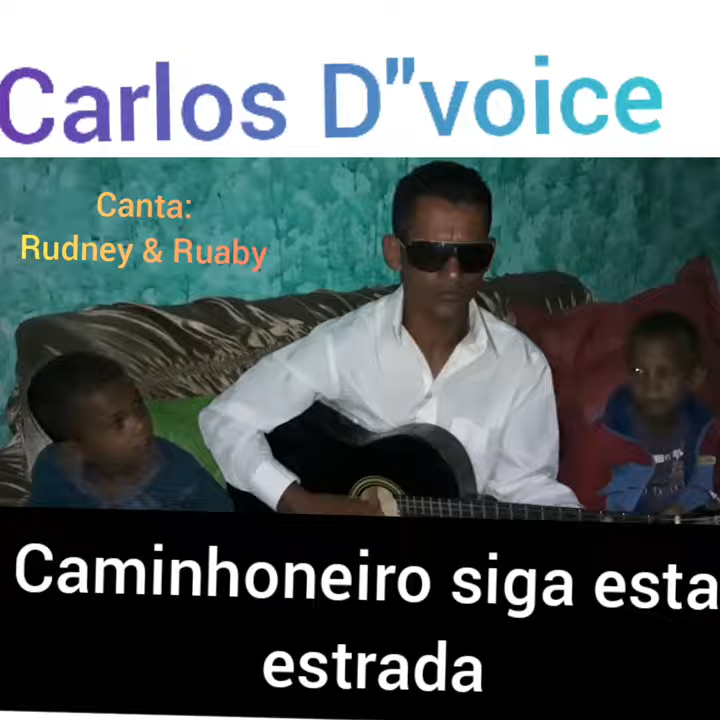 Carlos D"voice
Canta:
Rudney & Ruaby
Caminhoneiro siga esta
estrada